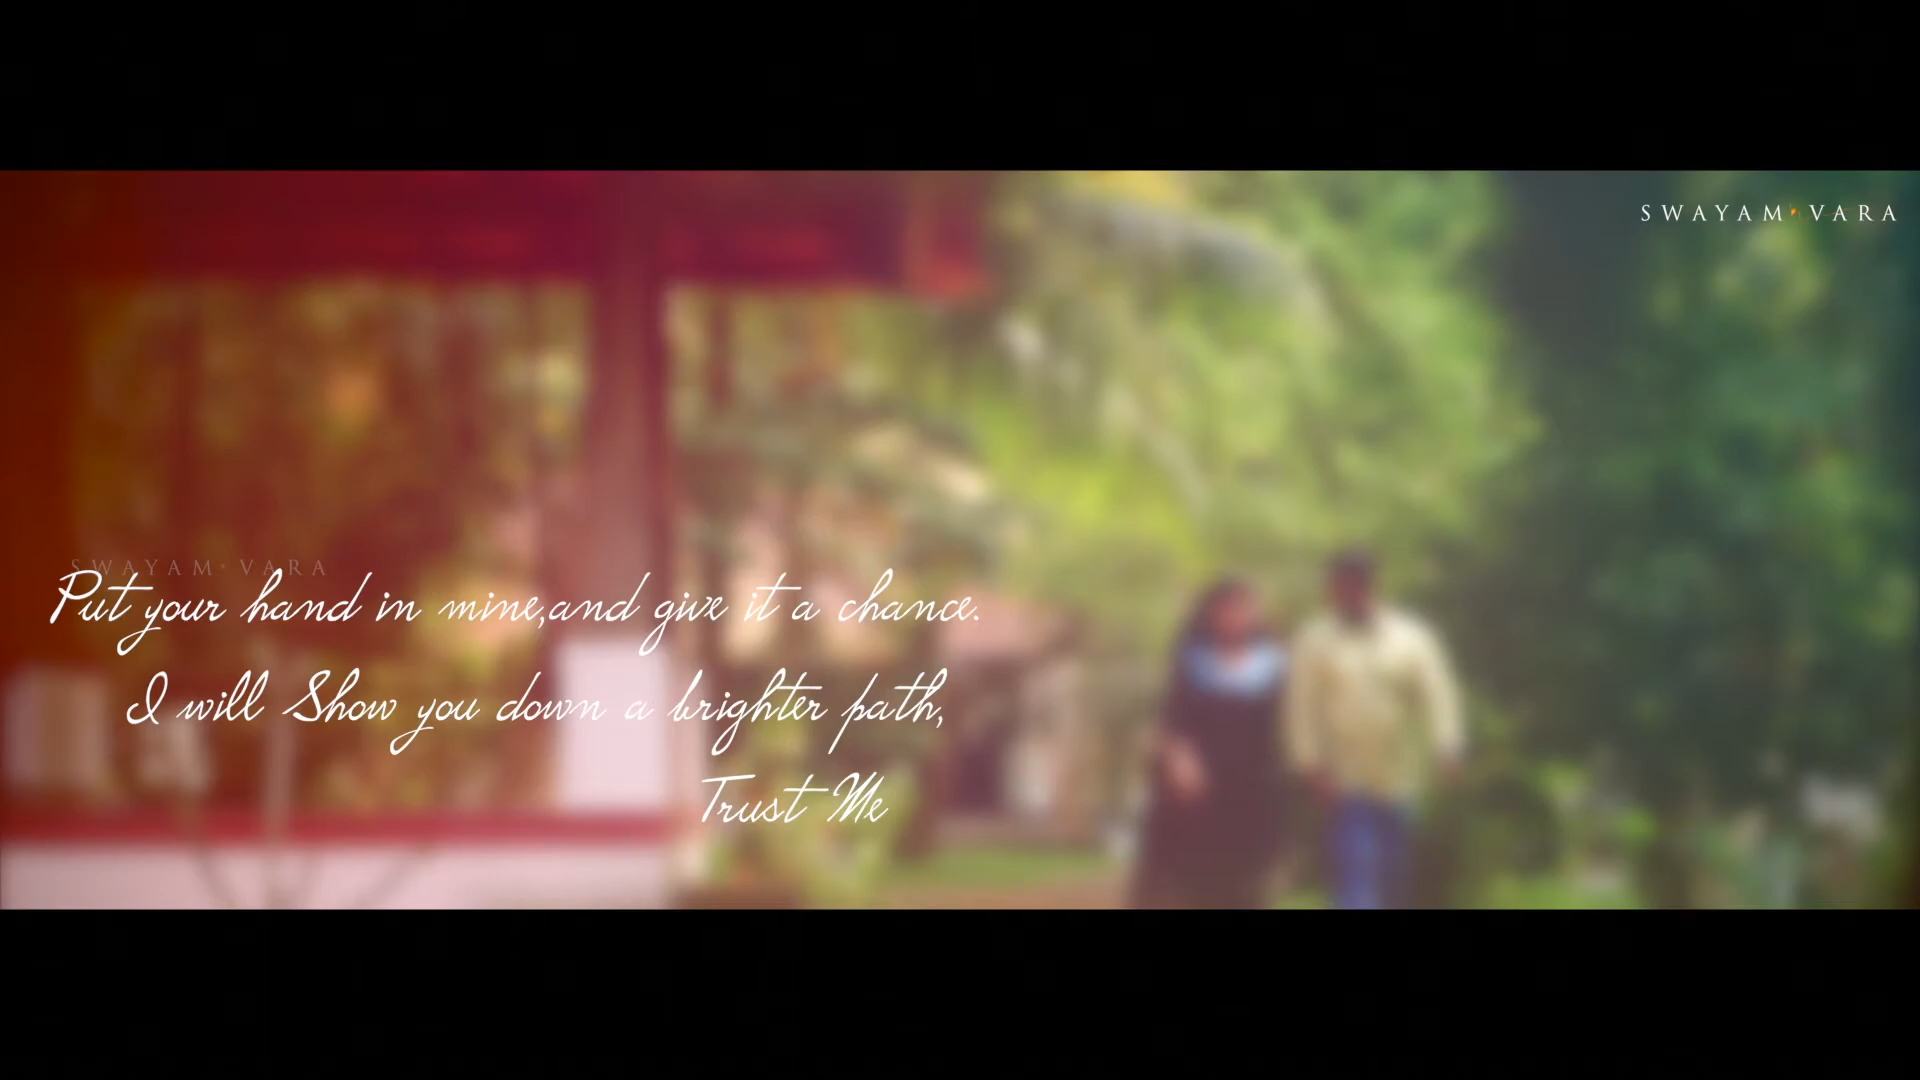 SWAYAM VARA
SWAYAM VARA
Put your hand in mine,and give it a chance.
I will Show you down a brighter path,
Trust Me